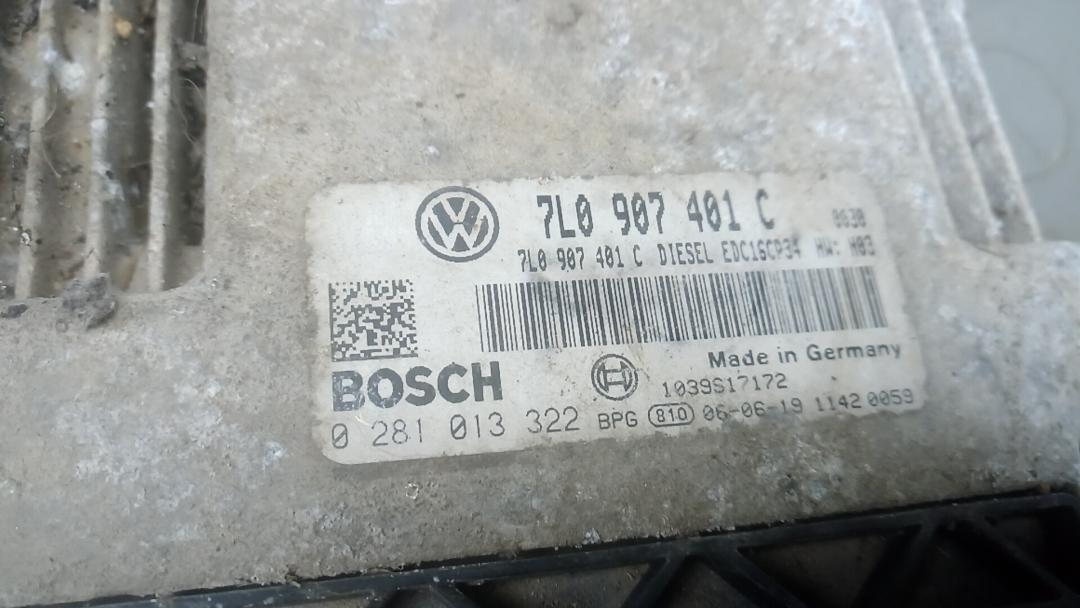 7L0 907 401 C 0030
7L0 907 401 C DIESEL EDC16CP34 HW: H03
Made in Germany
BOSCH
1039S17172
0 281 013 322 BPG 810 06-06-19 1142 0059